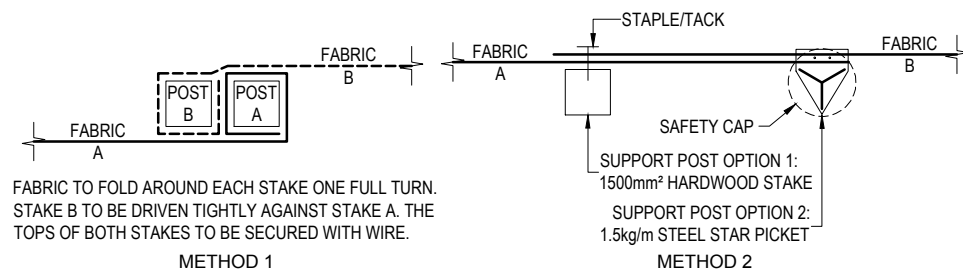 FABRIC
B
POST
B
POST
A
FABRIC
A
FABRIC TO FOLD AROUND EACH STAKE ONE FULL TURN.
STAKE B TO BE DRIVEN TIGHTLY AGAINST STAKE A. THE
TOPS OF BOTH STAKES TO BE SECURED WITH WIRE.
METHOD 1
STAPLE/TACK
FABRIC
A
FABRIC
B
SAFETY CAP
SUPPORT POST OPTION 1:
1500mm² HARDWOOD STAKE
SUPPORT POST OPTION 2:
1.5kg/m STEEL STAR PICKET
METHOD 2